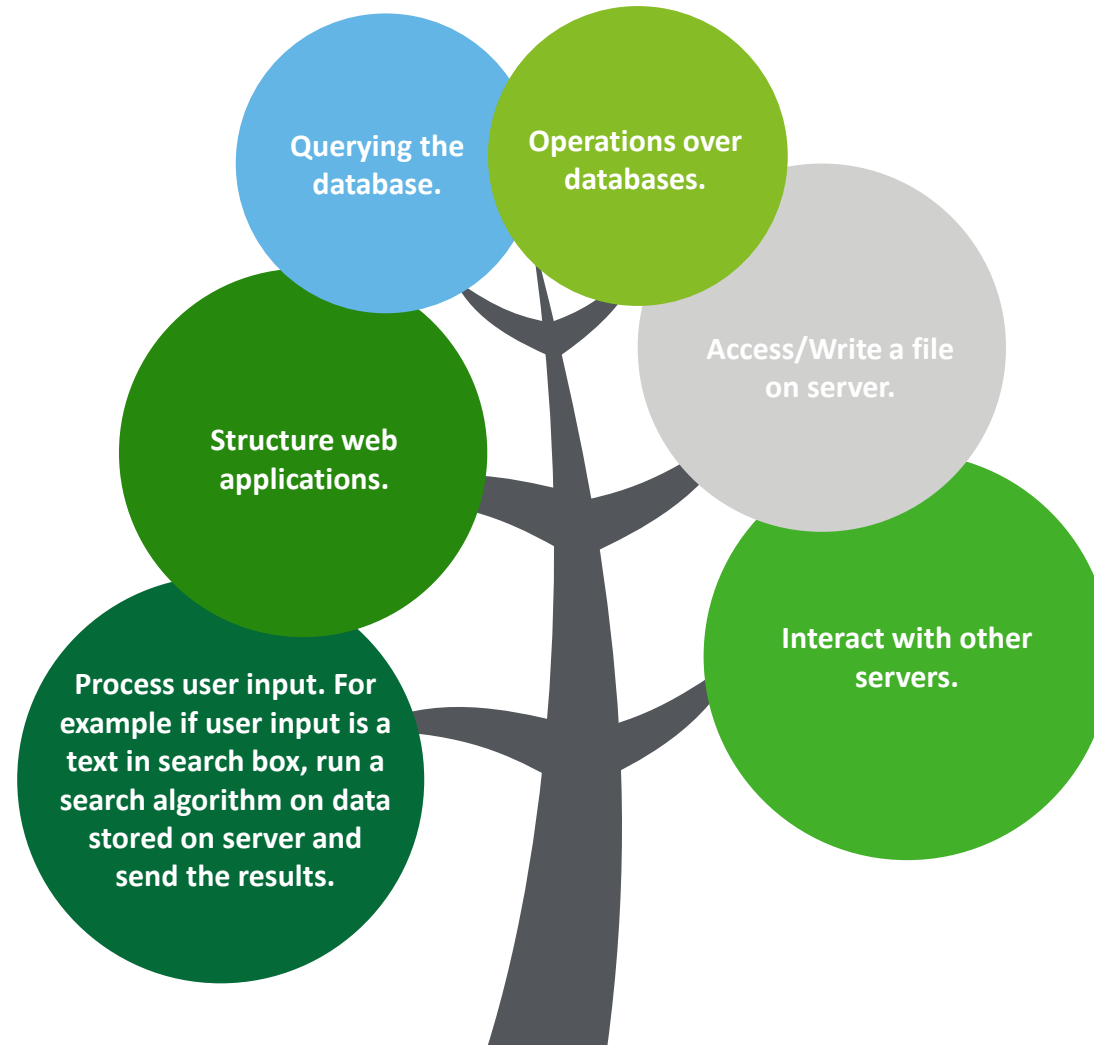 Querying the
database.
Operations over
databases.
Access/Write a file
on server.
Structure web
applications.
Interact with other
servers.
Process user input. For
example if user input is a
text in search box, run a
search algorithm on data
stored on server and
send the results.